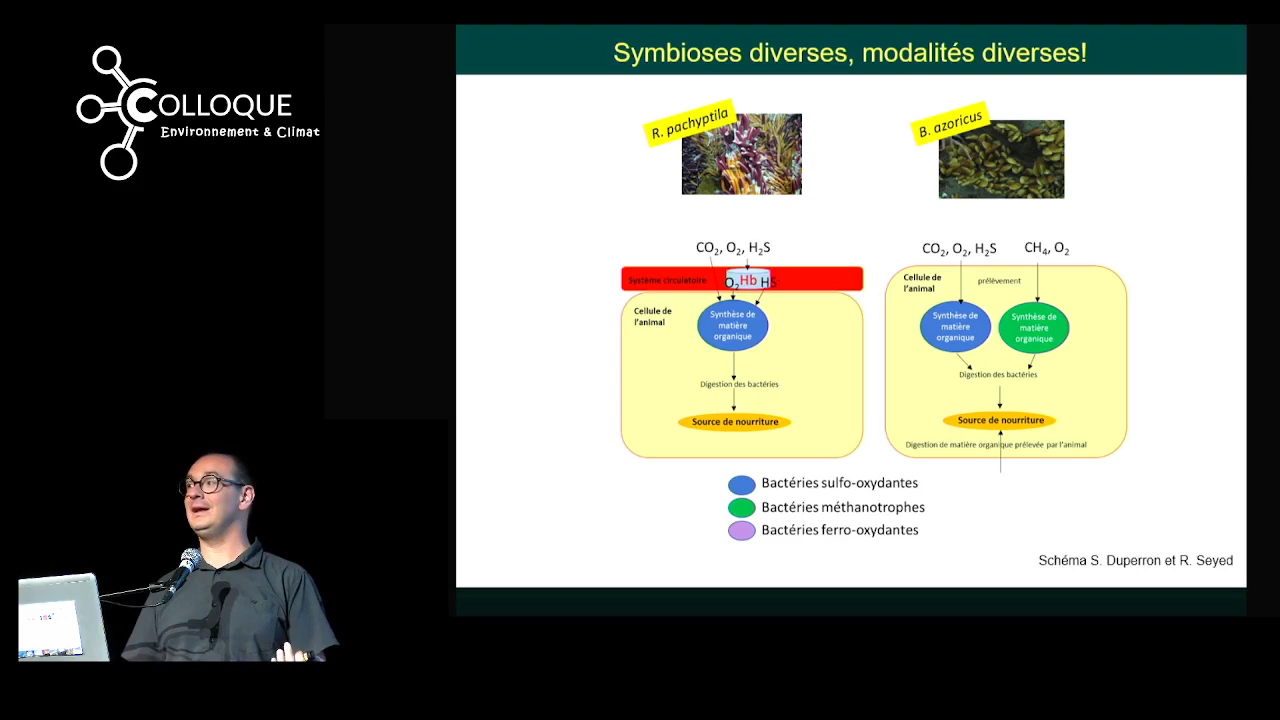 COLLOQUE
Environnement & Climat
Symbioses diverses, modalités diverses!
R. pachyptila
CO2, O2, H2S
Système circulatoire
O2 Hb HS
Cellule de
l'animal
Synthèse de
matière
organique
Digestion des bactéries
Source de nourriture
B. azoricus
CO2, O2, H2S
CH4, O2
Cellule de
l'animal
prélèvement
Synthèse de
matière
organique
Synthèse de
matière
organique
Digestion des bactéries
Source de nourriture
Digestion de matière organique prélevée par l'animal
Bactéries sulfo-oxydantes
Bactéries méthanotrophes
Bactéries ferro-oxydantes
Schéma S. Duperron et R. Seyed